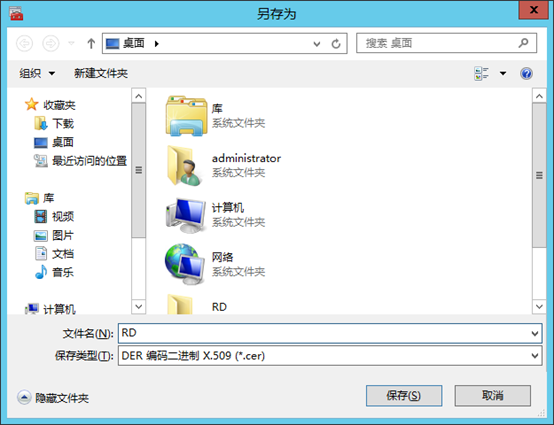 另存为
桌面
搜索 桌面
组织
新建文件夹
收藏夹
下载
桌面
最近访问的位置
库
视频
图片
文档
音乐
计算机
库
系统文件夹
administrator
系统文件夹
计算机
系统文件夹
网络
系统文件夹
RD
文件名(N):
RD
保存类型(T):
DER 编码二进制 X.509 (*.cer)
隐藏文件夹
保存(S)
取消